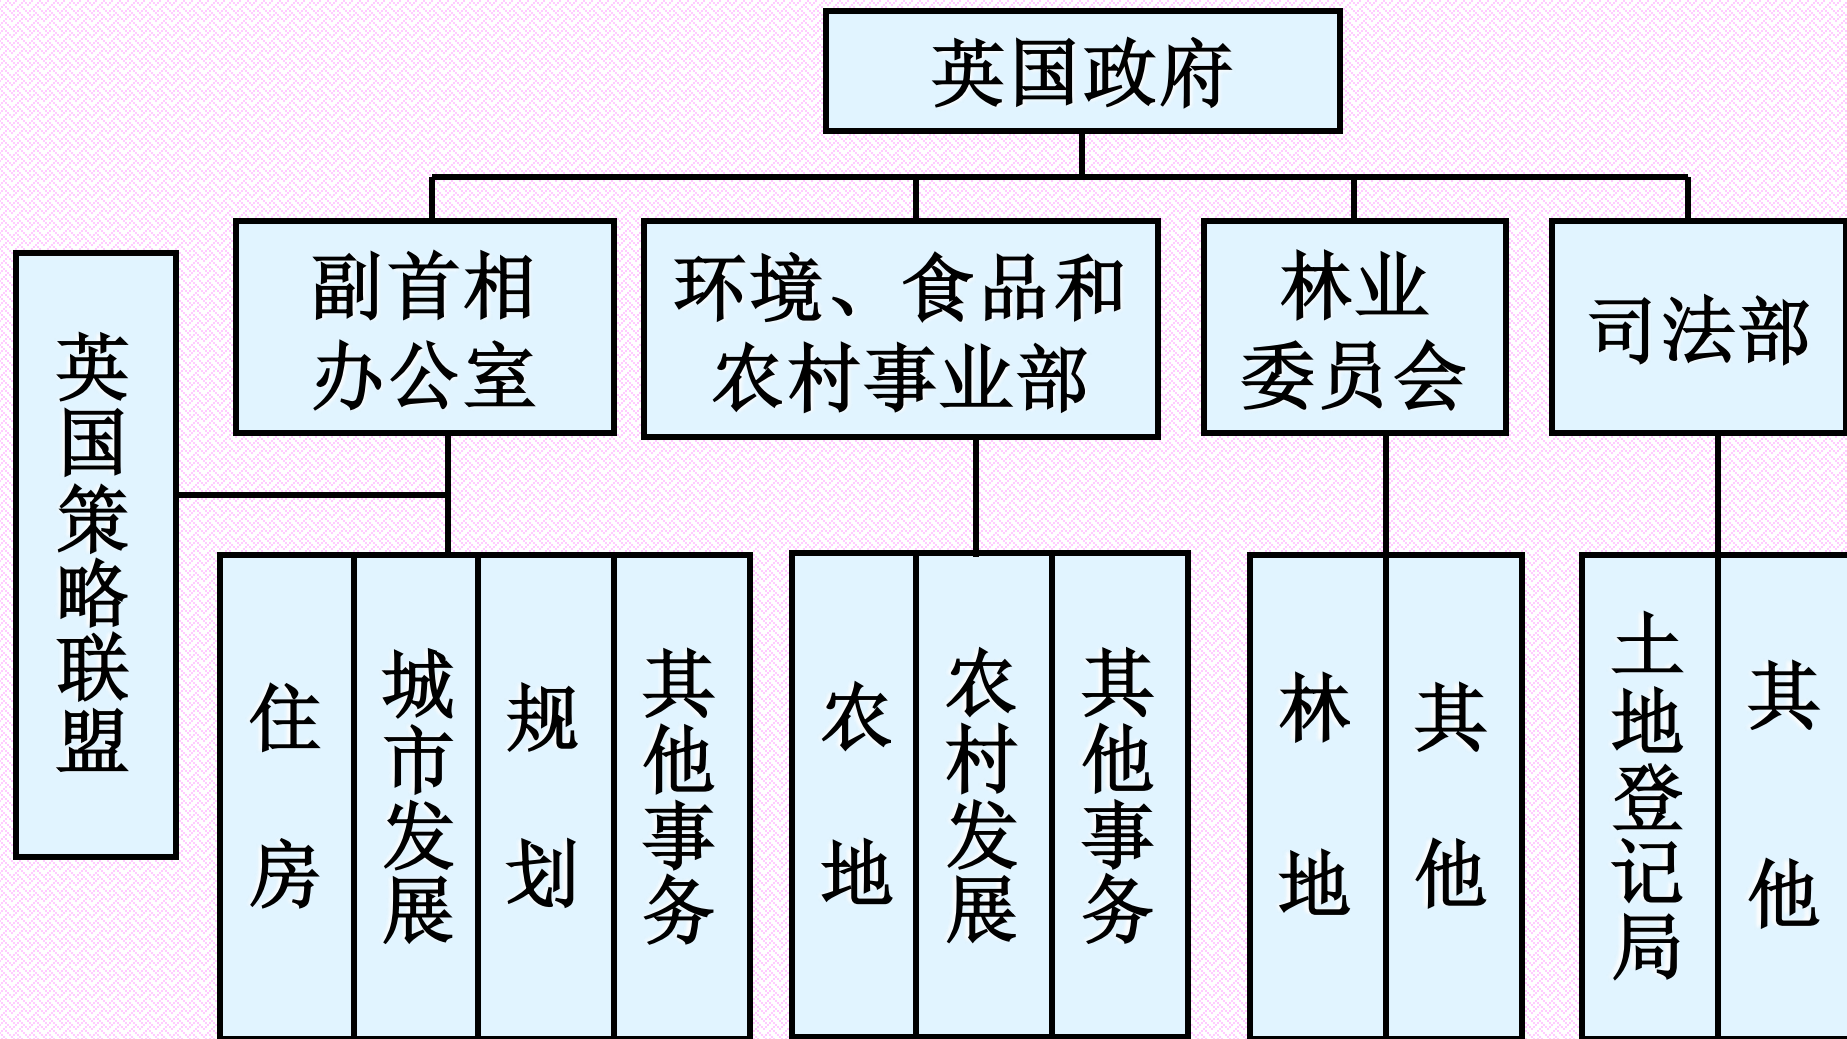 英国政府
副首相
办公室
环境、食品和
农村事业部
林业
委员会
司法部
英国策略联盟
住房
城市发展
规划
其他事务
农地
农村发展
其他事务
林地
其他
土地登记局
其他